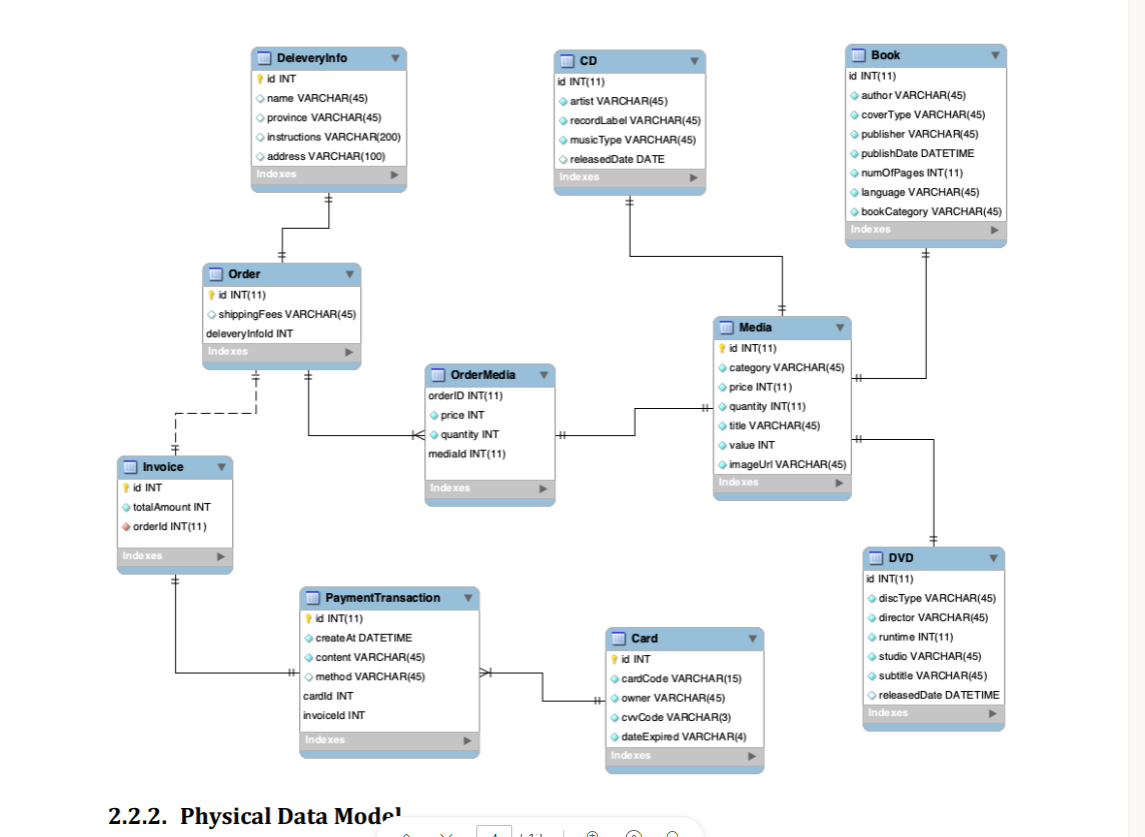 DeleveryInfo
id INT
name VARCHAR(45)
province VARCHAR(45)
instructions VARCHAR(200)
address VARCHAR(100)
Indexes
CD
id INT(11)
artist VARCHAR(45)
recordLabel VARCHAR(45)
musicType VARCHAR(45)
releasedDate DATE
Indexes
Book
id INT(11)
author VARCHAR(45)
coverType VARCHAR(45)
publisher VARCHAR(45)
publishDate DATETIME
numOfPages INT(11)
language VARCHAR(45)
bookCategory VARCHAR(45)
Indexes
Order
id INT(11)
shippingFees VARCHAR(45)
deleveryInfoId INT
Indexes
OrderMedia
orderID INT(11)
price INT
quantity INT
mediaId INT(11)
Indexes
Media
id INT(11)
category VARCHAR(45)
price INT(11)
quantity INT(11)
title VARCHAR(45)
value INT
imageUrl VARCHAR(45)
Indexes
Invoice
id INT
totalAmount INT
orderId INT(11)
Indexes
PaymentTransaction
id INT(11)
createAt DATETIME
content VARCHAR(45)
method VARCHAR(45)
cardId INT
invoiceId INT
Indexes
Card
id INT
cardCode VARCHAR(15)
owner VARCHAR(45)
cvvCode VARCHAR(3)
dateExpired VARCHAR(4)
Indexes
DVD
id INT(11)
discType VARCHAR(45)
director VARCHAR(45)
runtime INT(11)
studio VARCHAR(45)
subtitle VARCHAR(45)
releasedDate DATETIME
Indexes
2.2.2. Physical Data Model